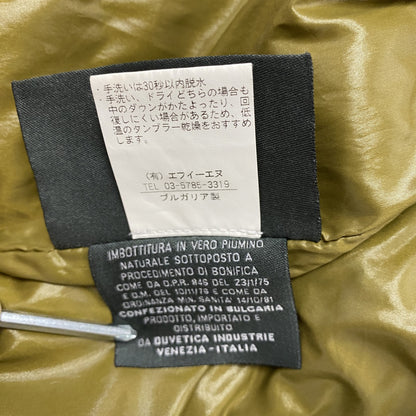 ・手洗いは30秒以内脱水
・手洗い、ドライどちらの場合も
中のダウンがかたよったり、回
復しにくい場合があるため、低
温のタンブラー乾燥をおすすめ
します。
(有) エフイーエヌ
TEL 03-5785-3319
ブルガリア製
IMBOTTITURA IN VERO PIUMINO
NATURALE SOTTOPOSTO A
PROCEDIMENTO DI BONIFICA
COME DA D.P.R. 845 DEL 23/1/75
E D.M. DEL 10/11/76 E COME DA
ORDINANZA MIN. SANITA' 14/10/81
CONFEZIONATO IN BULGARIA
PRODOTTO, IMPORTATO E
DISTRIBUITO
DA DUVETICA INDUSTRIE
VENEZIA-ITALIA